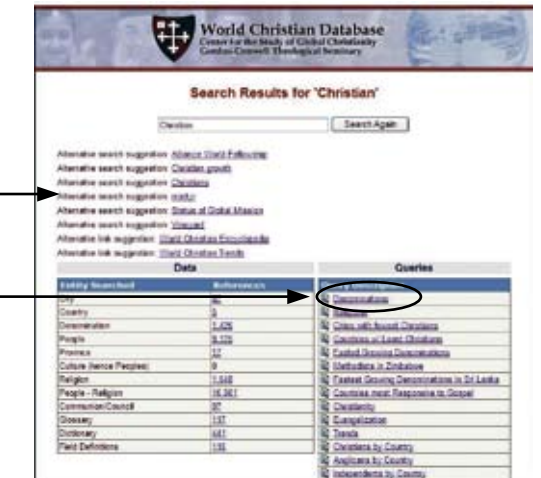 World Christian Database
Center for the Study of Global Christianity
Gordon-Conwell Theological Seminary
Search Results for 'Christian'
Christian
Search Again
Alternative search suggestion: Alliance World Fellowship
Alternative search suggestion: Christian growth
Alternative search suggestion: Christians
Alternative search suggestion: martyr
Alternative search suggestion: Status of Global Mission
Alternative search suggestion: Vineyard
Alternative link suggestion: World Christian Encyclopedia
Alternative link suggestion: World Christian Trends
Data
Entity Searched References
City
Country
Denomination
People
Province
Culture (hence Peoples) 0
Religion
People - Religion
Communion/Council
Glossary
Dictionary
Field Definitions
Queries
Denominations
Religions
Cities with fewest Christians
Countries w/ Least Christians
Fastest Growing Denominations
Methodists in Zimbabwe
Fastest Growing Denominations in Sri Lanka
Countries most Responsive to Gospel
Christianity
Evangelization
Trends
Christians by Country
Anglicans by Country
Independents by Country